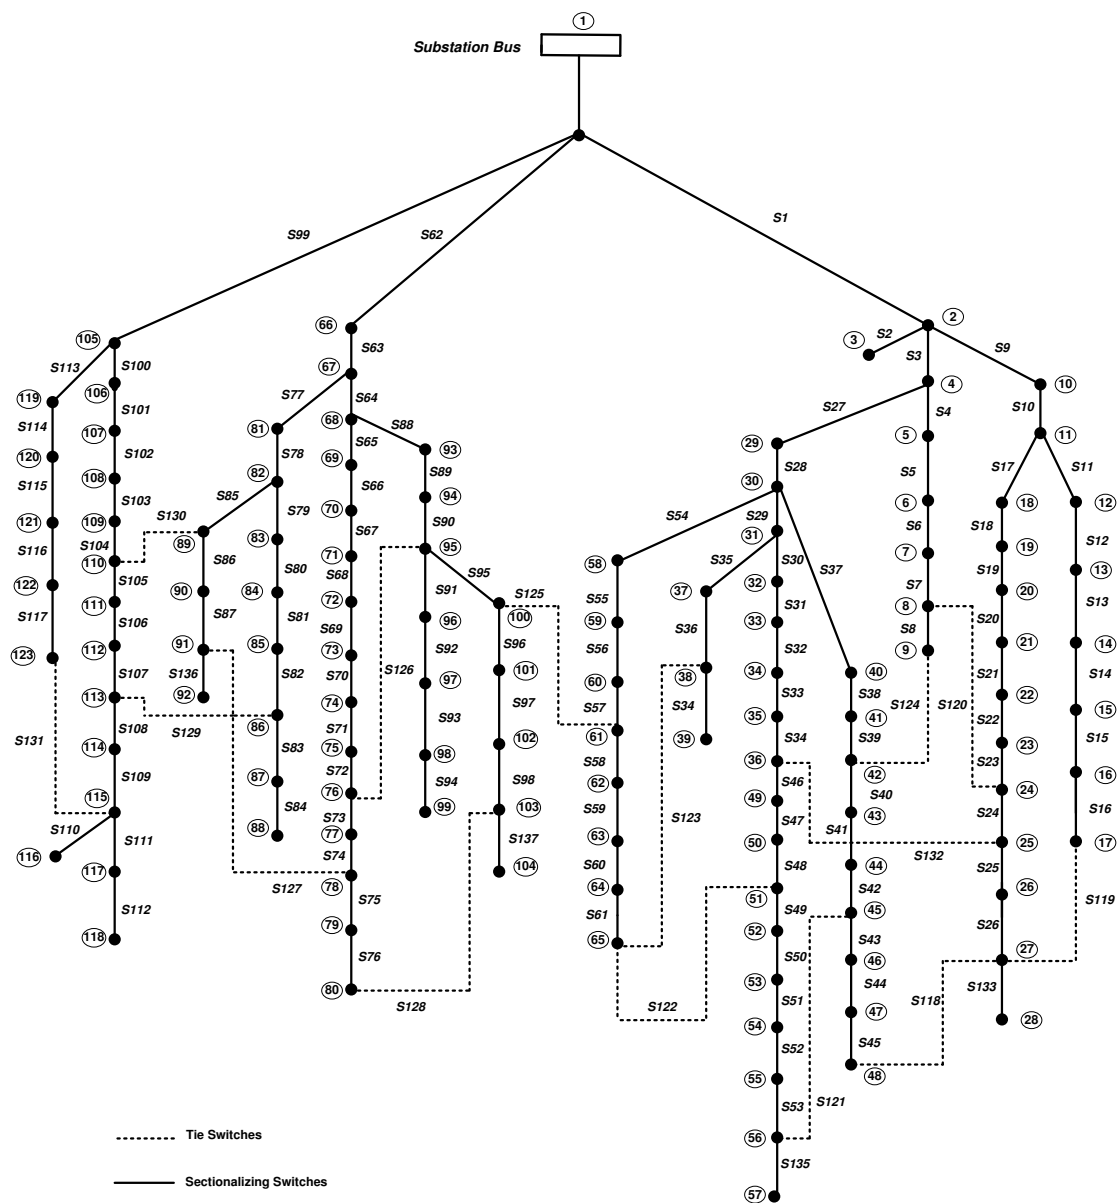 1
Substation Bus
S1
S99
S62
66
2
105
3
S2
S3
S9
S63
S113
S100
67
4
10
106
S77
S64
S27
S10
119
S101
68
S88
S4
S114
107
81
S65
29
5
11
S78
69
93
S28
S17
S11
120
S102
82
S66
S89
30
S5
S115
108
S85
S79
70
94
S54
S29
6
18
12
S103
S130
S67
S90
31
S6
S18
121
109
89
83
S35
S30
S37
S12
S104
71
95
58
7
19
S116
110
S86
S80
S68
S95
S125
32
S7
S19
13
122
S105
90
84
72
S91
37
S55
S31
8
20
S13
111
S87
S81
S69
96
100
59
33
S8
S20
S117
S106
S36
112
91
85
73
S92
S96
S56
S32
9
21
14
123
S107
S136
S82
S70
S126
101
38
34
40
S21
S14
92
97
60
S34
S33
S38
S124
S120
113
74
S97
S57
35
41
22
15
S108
S129
86
S71
S93
61
39
S34
S39
S22
S131
114
75
102
S58
36
42
23
S15
S109
S83
S72
98
62
S46
S40
S23
16
87
76
S94
S98
S59
49
24
115
S84
S73
99
103
S123
S47
43
S24
S16
S110
S111
88
77
63
50
S41
S132
25
17
116
S74
S137
S60
S48
44
S25
117
S127
78
104
64
51
S42
26
S119
S112
S75
S61
S49
45
S26
118
79
65
52
S43
27
S76
S50
46
80
53
S44
S118
S133
S128
S122
S51
47
28
54
S45
S52
48
55
S53
S121
Tie Switches
56
S135
Sectionalizing Switches
57